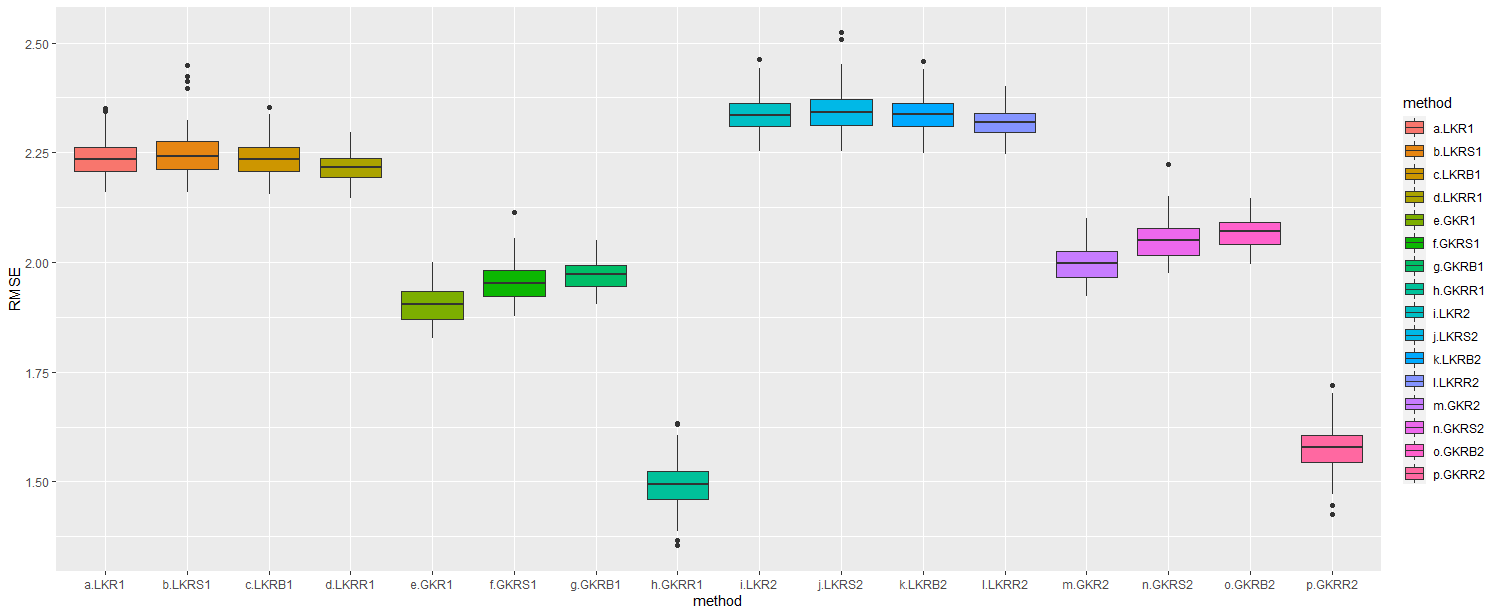 RMSE
2.50
2.25
2.00
1.75
1.50
a.LKR1 b.LKRS1 c.LKRB1 d.LKRR1 e.GKR1 f.GKRS1 g.GKRB1 h.GKRR1 i.LKR2 j.LKRS2 k.LKRB2 l.LKRR2 m.GKR2 n.GKRS2 o.GKRB2 p.GKRR2
method
method
a.LKR1
b.LKRS1
c.LKRB1
d.LKRR1
e.GKR1
f.GKRS1
g.GKRB1
h.GKRR1
i.LKR2
j.LKRS2
k.LKRB2
l.LKRR2
m.GKR2
n.GKRS2
o.GKRB2
p.GKRR2